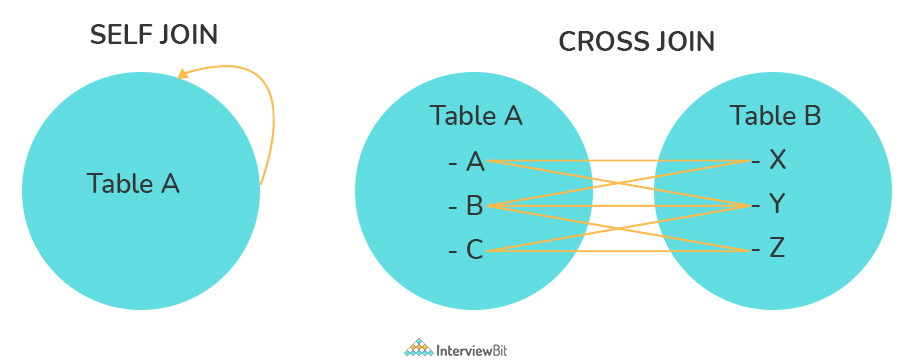 SELF JOIN
Table A
CROSS JOIN
Table A
- A
- B
- C
Table B
- X
- Y
- Z
InterviewBit